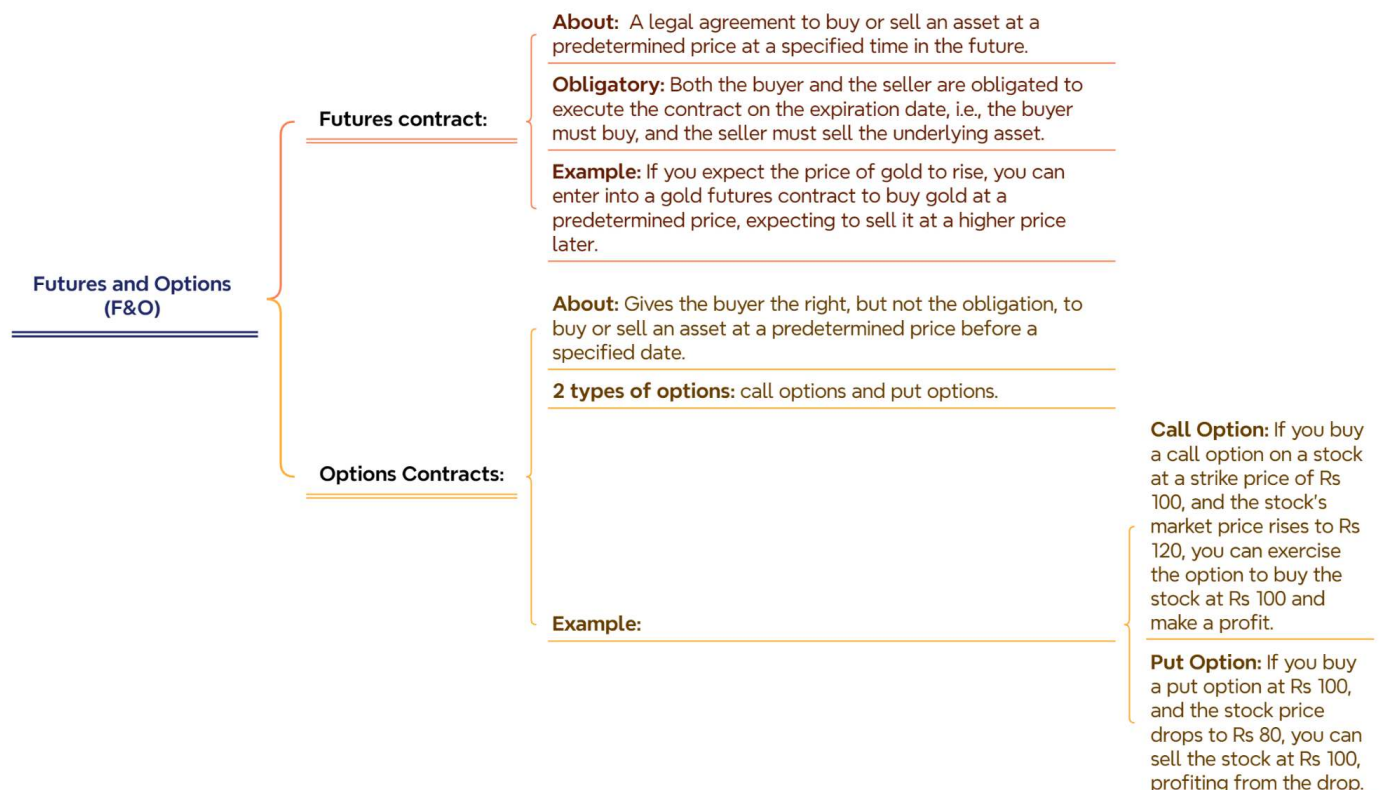 Futures and Options
(F&O)
Futures contract:
About: A legal agreement to buy or sell an asset at a
predetermined price at a specified time in the future.
Obligatory: Both the buyer and the seller are obligated to
execute the contract on the expiration date, i.e., the buyer
must buy, and the seller must sell the underlying asset.
Example: If you expect the price of gold to rise, you can
enter into a gold futures contract to buy gold at a
predetermined price, expecting to sell it at a higher price
later.
Options Contracts:
About: Gives the buyer the right, but not the obligation, to
buy or sell an asset at a predetermined price before a
specified date.
2 types of options: call options and put options.
Example:
Call Option: If you buy
a call option on a stock
at a strike price of Rs
100, and the stock's
market price rises to Rs
120, you can exercise
the option to buy the
stock at Rs 100 and
make a profit.
Put Option: If you buy
a put option at Rs 100,
and the stock price
drops to Rs 80, you can
sell the stock at Rs 100,
profiting from the drop.